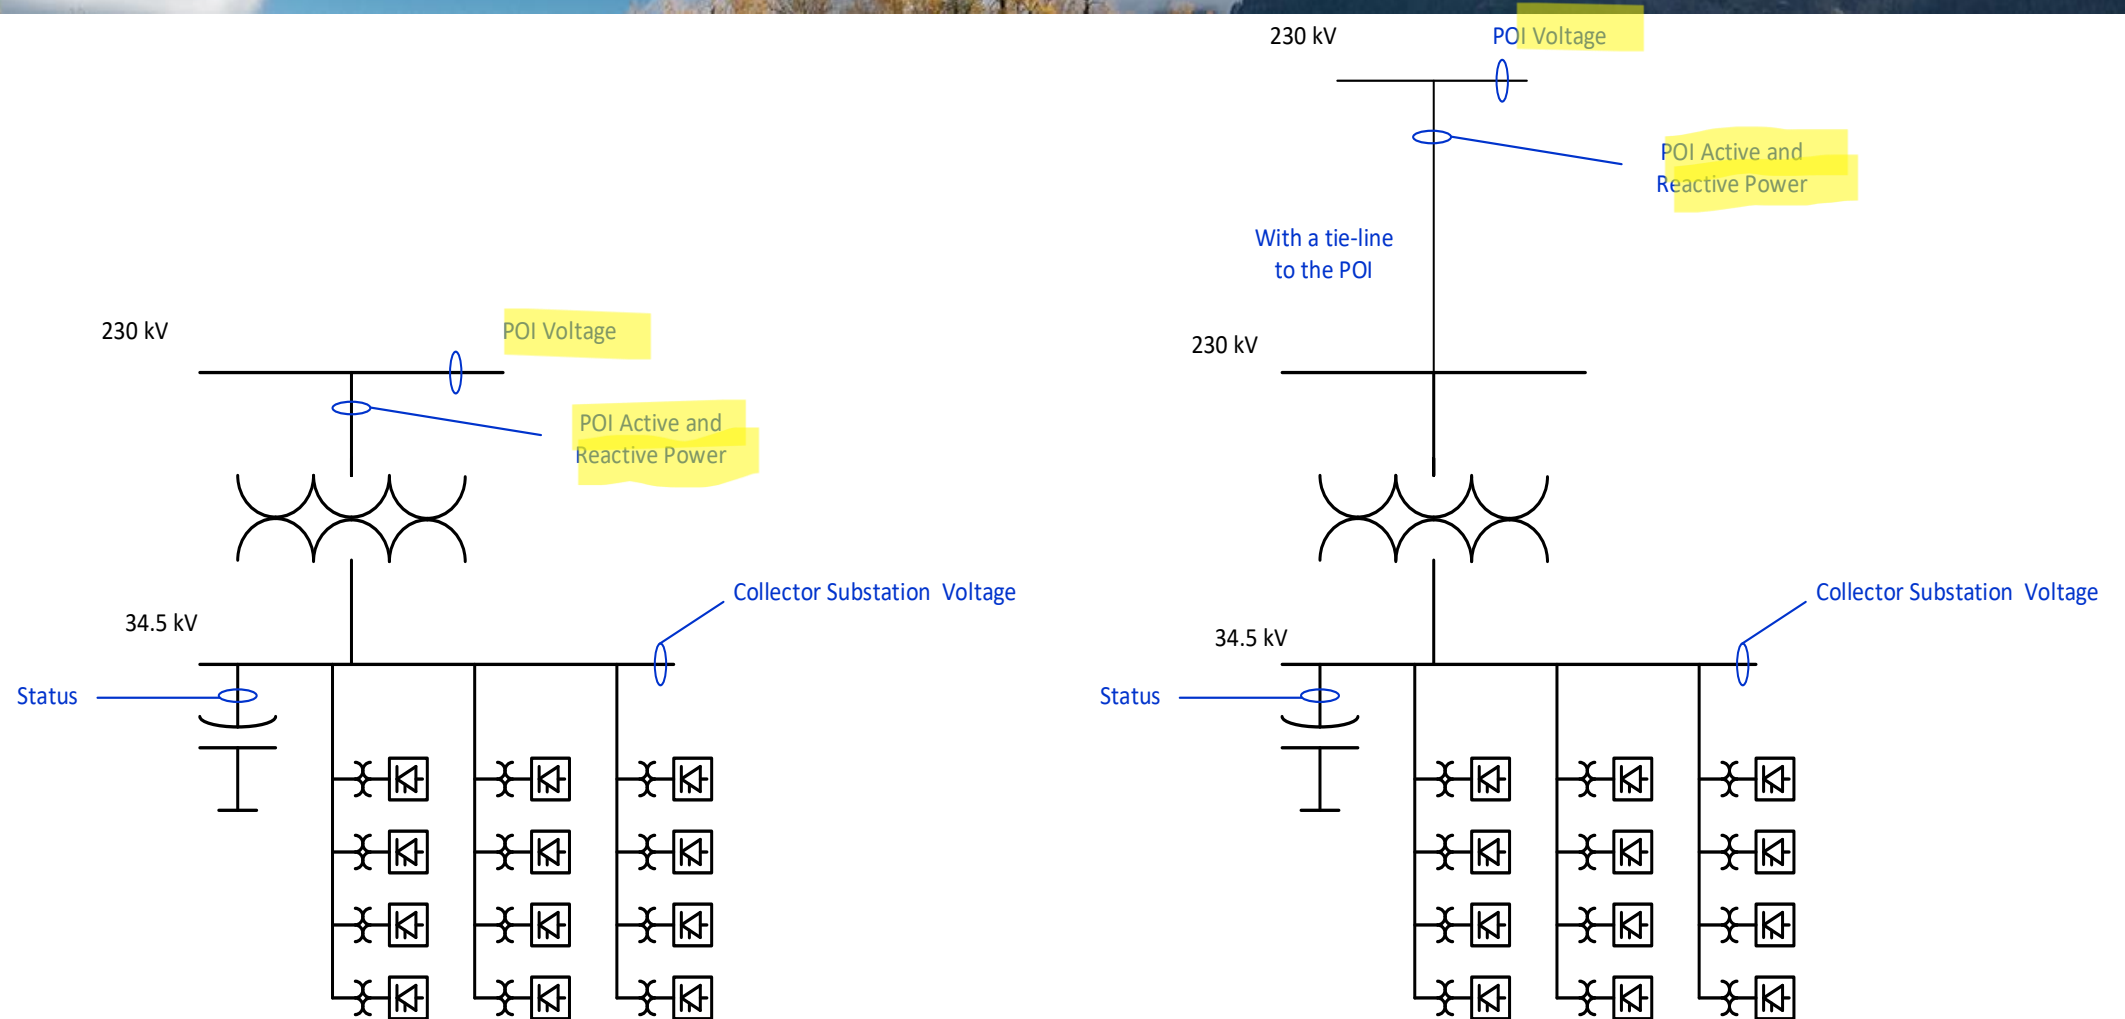 230 kV
POI Voltage
POI Active and
Reactive Power
With a tie-line
to the POI
230 kV
POI Voltage
230 kV
POI Active and
Reactive Power
Collector Substation Voltage
34.5 kV
Status
Collector Substation Voltage
34.5 kV
Status